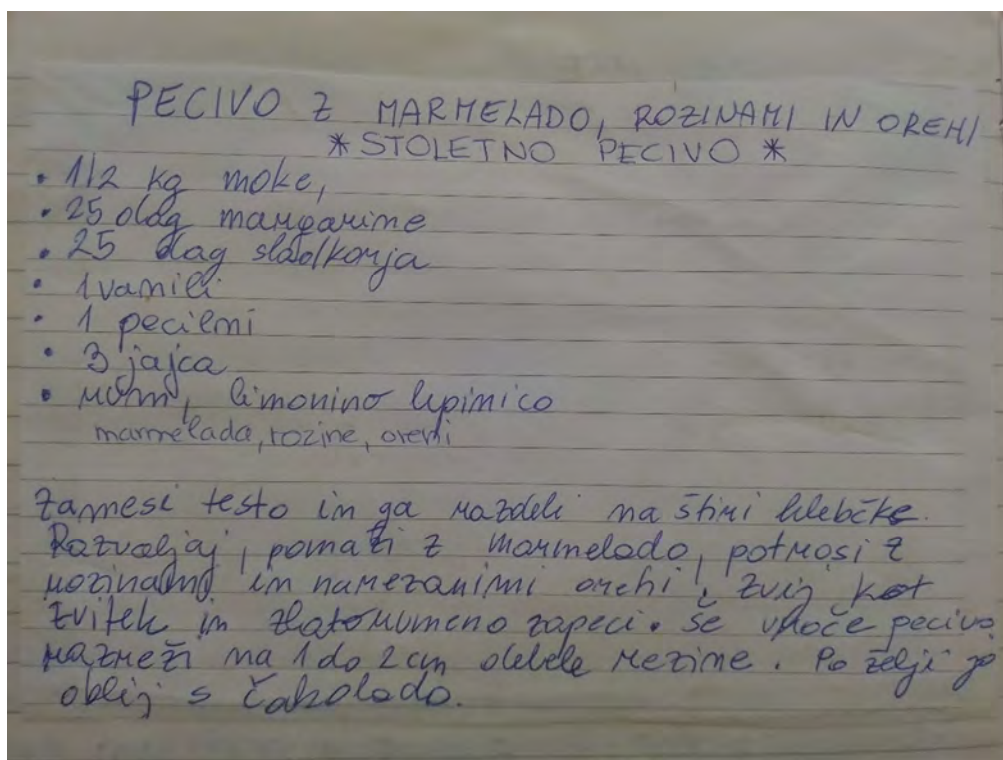 PECIVO Z MARMELADO, ROZINAMI IN OREHI
* STOLETNO PECIVO *
• 1/2 kg moke,
• 25 dag margarine
• 25 dag sladkorja
• 1 vanili
• 1 pecilni
• 3 jajca
• rum, limonino lupinico
marmelada, rozine, orehi
Zamesi testo in ga razdeli na štiri hlebčke.
Razvaljaj, pomaži z marmelado, potrosi z
rozinami in narezanimi orehi, zvij kot
zvitek in zlatorumeno zapeci. Še vroče pecivo
razreži na 1 do 2 cm debele rezine. Po želji jo
oblij s čokolado.